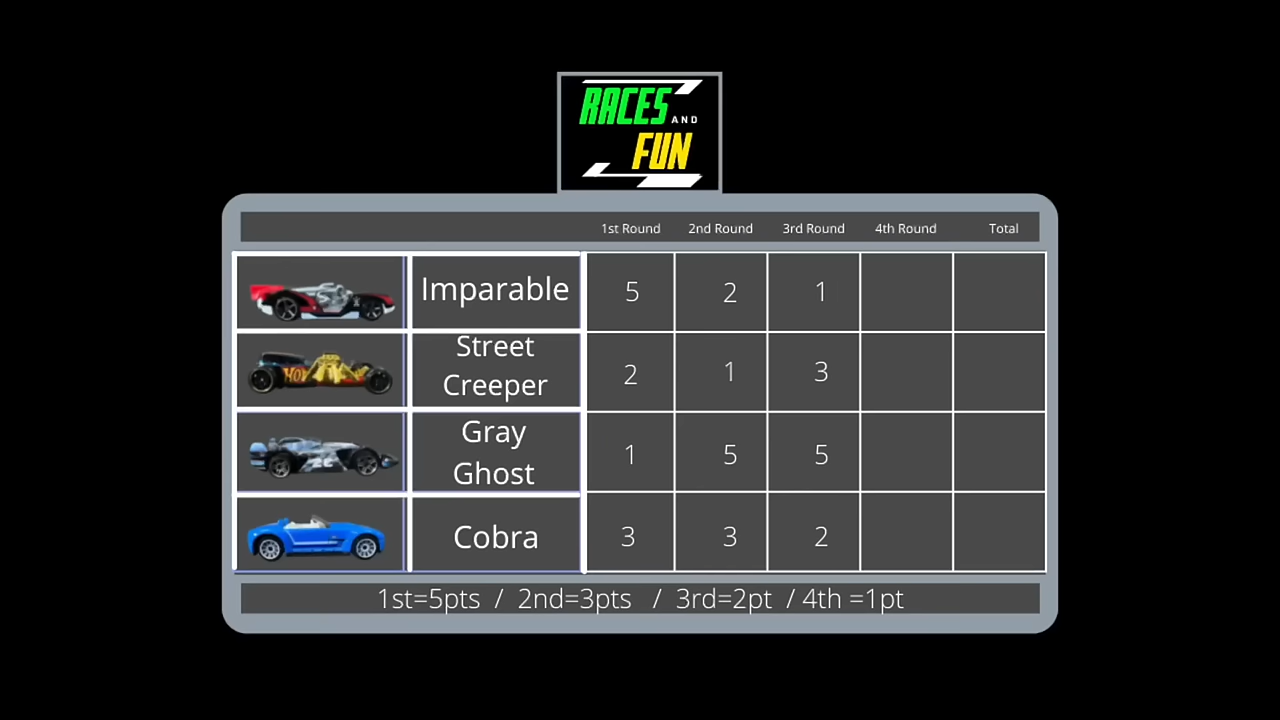 RACES AND
FUN
1st Round 2nd Round 3rd Round 4th Round Total
Imparable 5 2 1
Street
Creeper 2 1 3
Gray
Ghost 1 5 5
Cobra 3 3 2
1st=5pts / 2nd=3pts / 3rd=2pt / 4th =1pt
HO